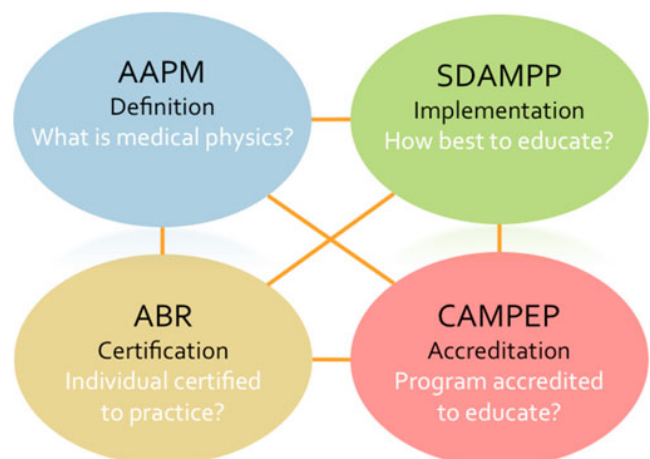 AAPM
Definition
What is medical physics?
SDAMPP
Implementation
How best to educate?
ABR
Certification
Individual certified
to practice?
CAMPEP
Accreditation
Program accredited
to educate?